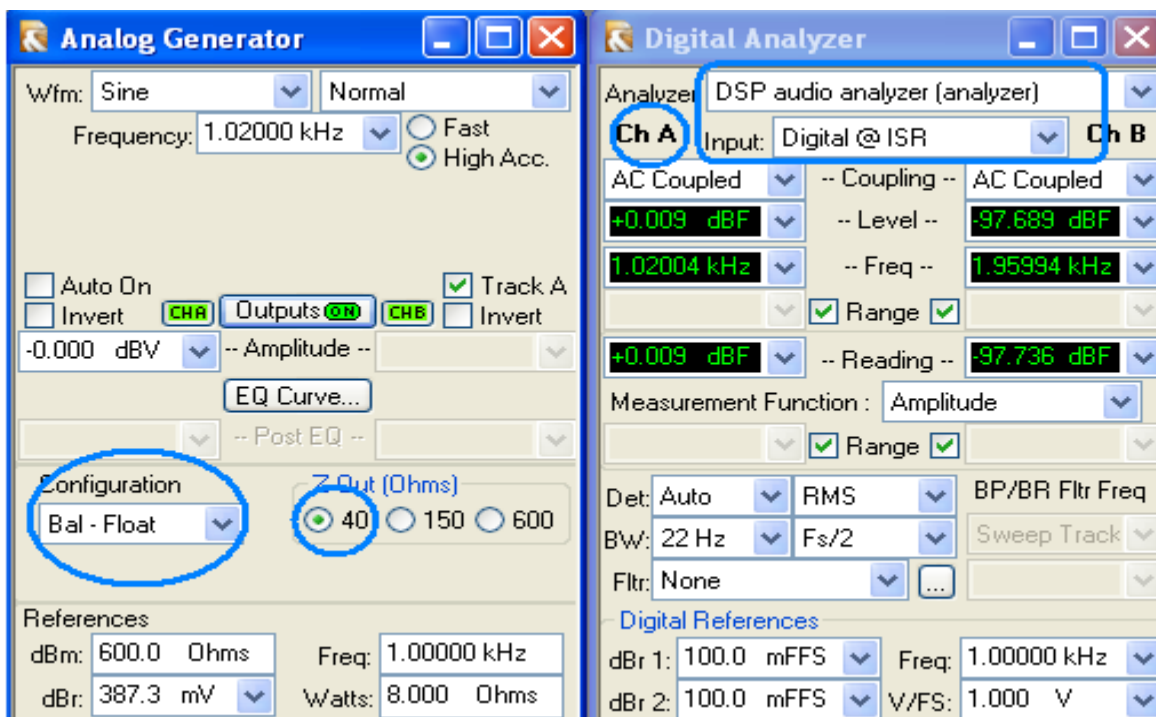 Analog Generator
Wfm: Sine Normal
Frequency: 1.02000 kHz Fast
High Acc.
Auto On Track A
Invert CHA Outputs ON CHB Invert
-0.000 dBV -- Amplitude --
EQ Curve...
-- Post EQ --
Configuration Z Out (Ohms)
Bal - Float 40 150 600
References
dBm: 600.0 Ohms Freq: 1.00000 kHz
dBr: 387.3 mV Watts: 8.000 Ohms
Digital Analyzer
Analyzer DSP audio analyzer (analyzer)
Ch A Input: Digital @ ISR Ch B
AC Coupled -- Coupling -- AC Coupled
+0.009 dBF -- Level -- -97.689 dBF
1.02004 kHz -- Freq -- 1.95994 kHz
Range
+0.009 dBF -- Reading -- -97.736 dBF
Measurement Function : Amplitude
Range
Det: Auto RMS BP/BR Fltr Freq
BW: 22 Hz Fs/2 Sweep Track
Fltr: None ...
Digital References
dBr 1: 100.0 mFFS Freq: 1.00000 kHz
dBr 2: 100.0 mFFS V/FS: 1.000 V